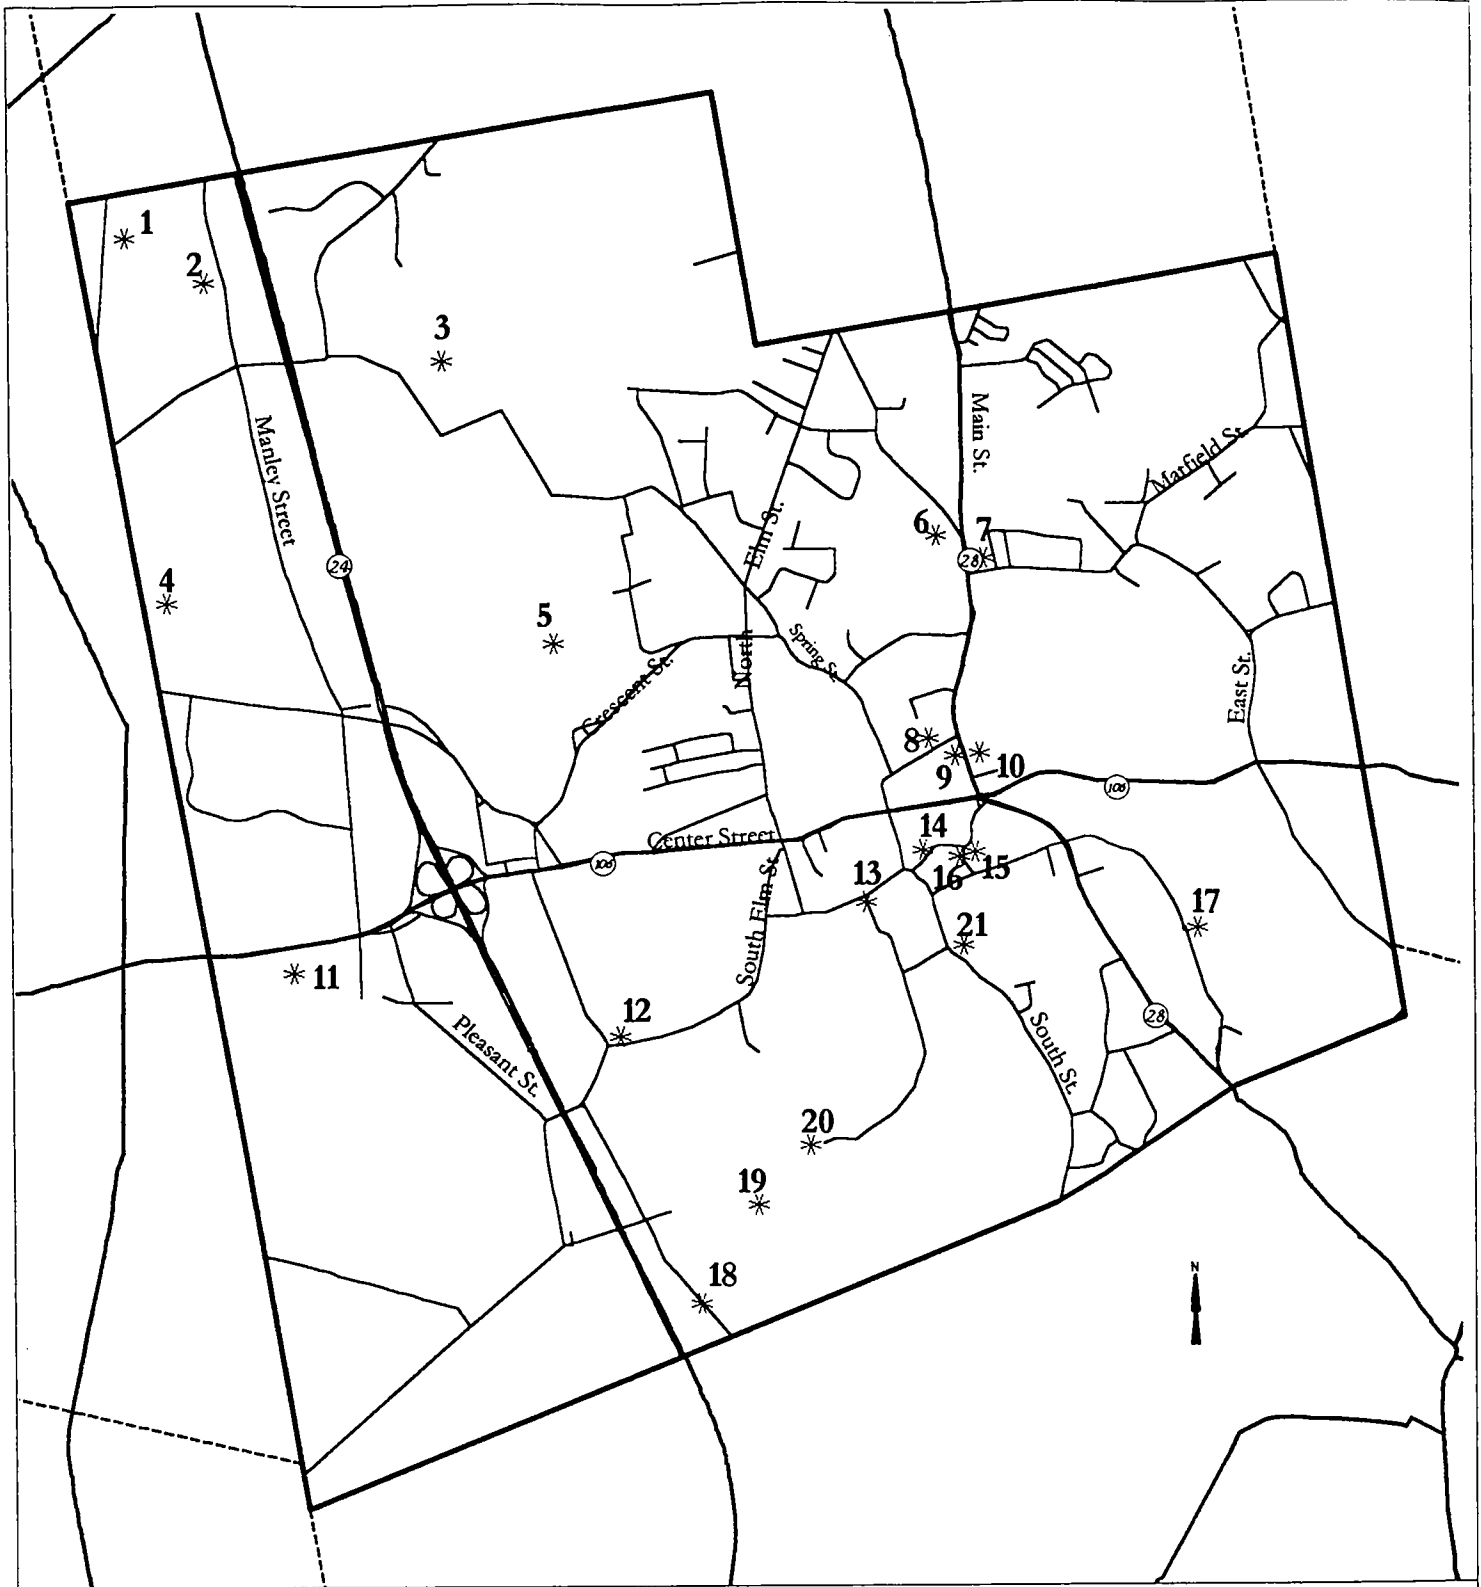 1
2
3
Manley Street
Main St.
Matfield St.
Elm St.
6
7
24
28
4
5
North
Spring St.
Crescent St.
East St.
8
9
10
106
14
Center Street
106
13
16
15
17
South Elm St.
21
11
12
28
Pleasant St.
South St.
20
19
18
N